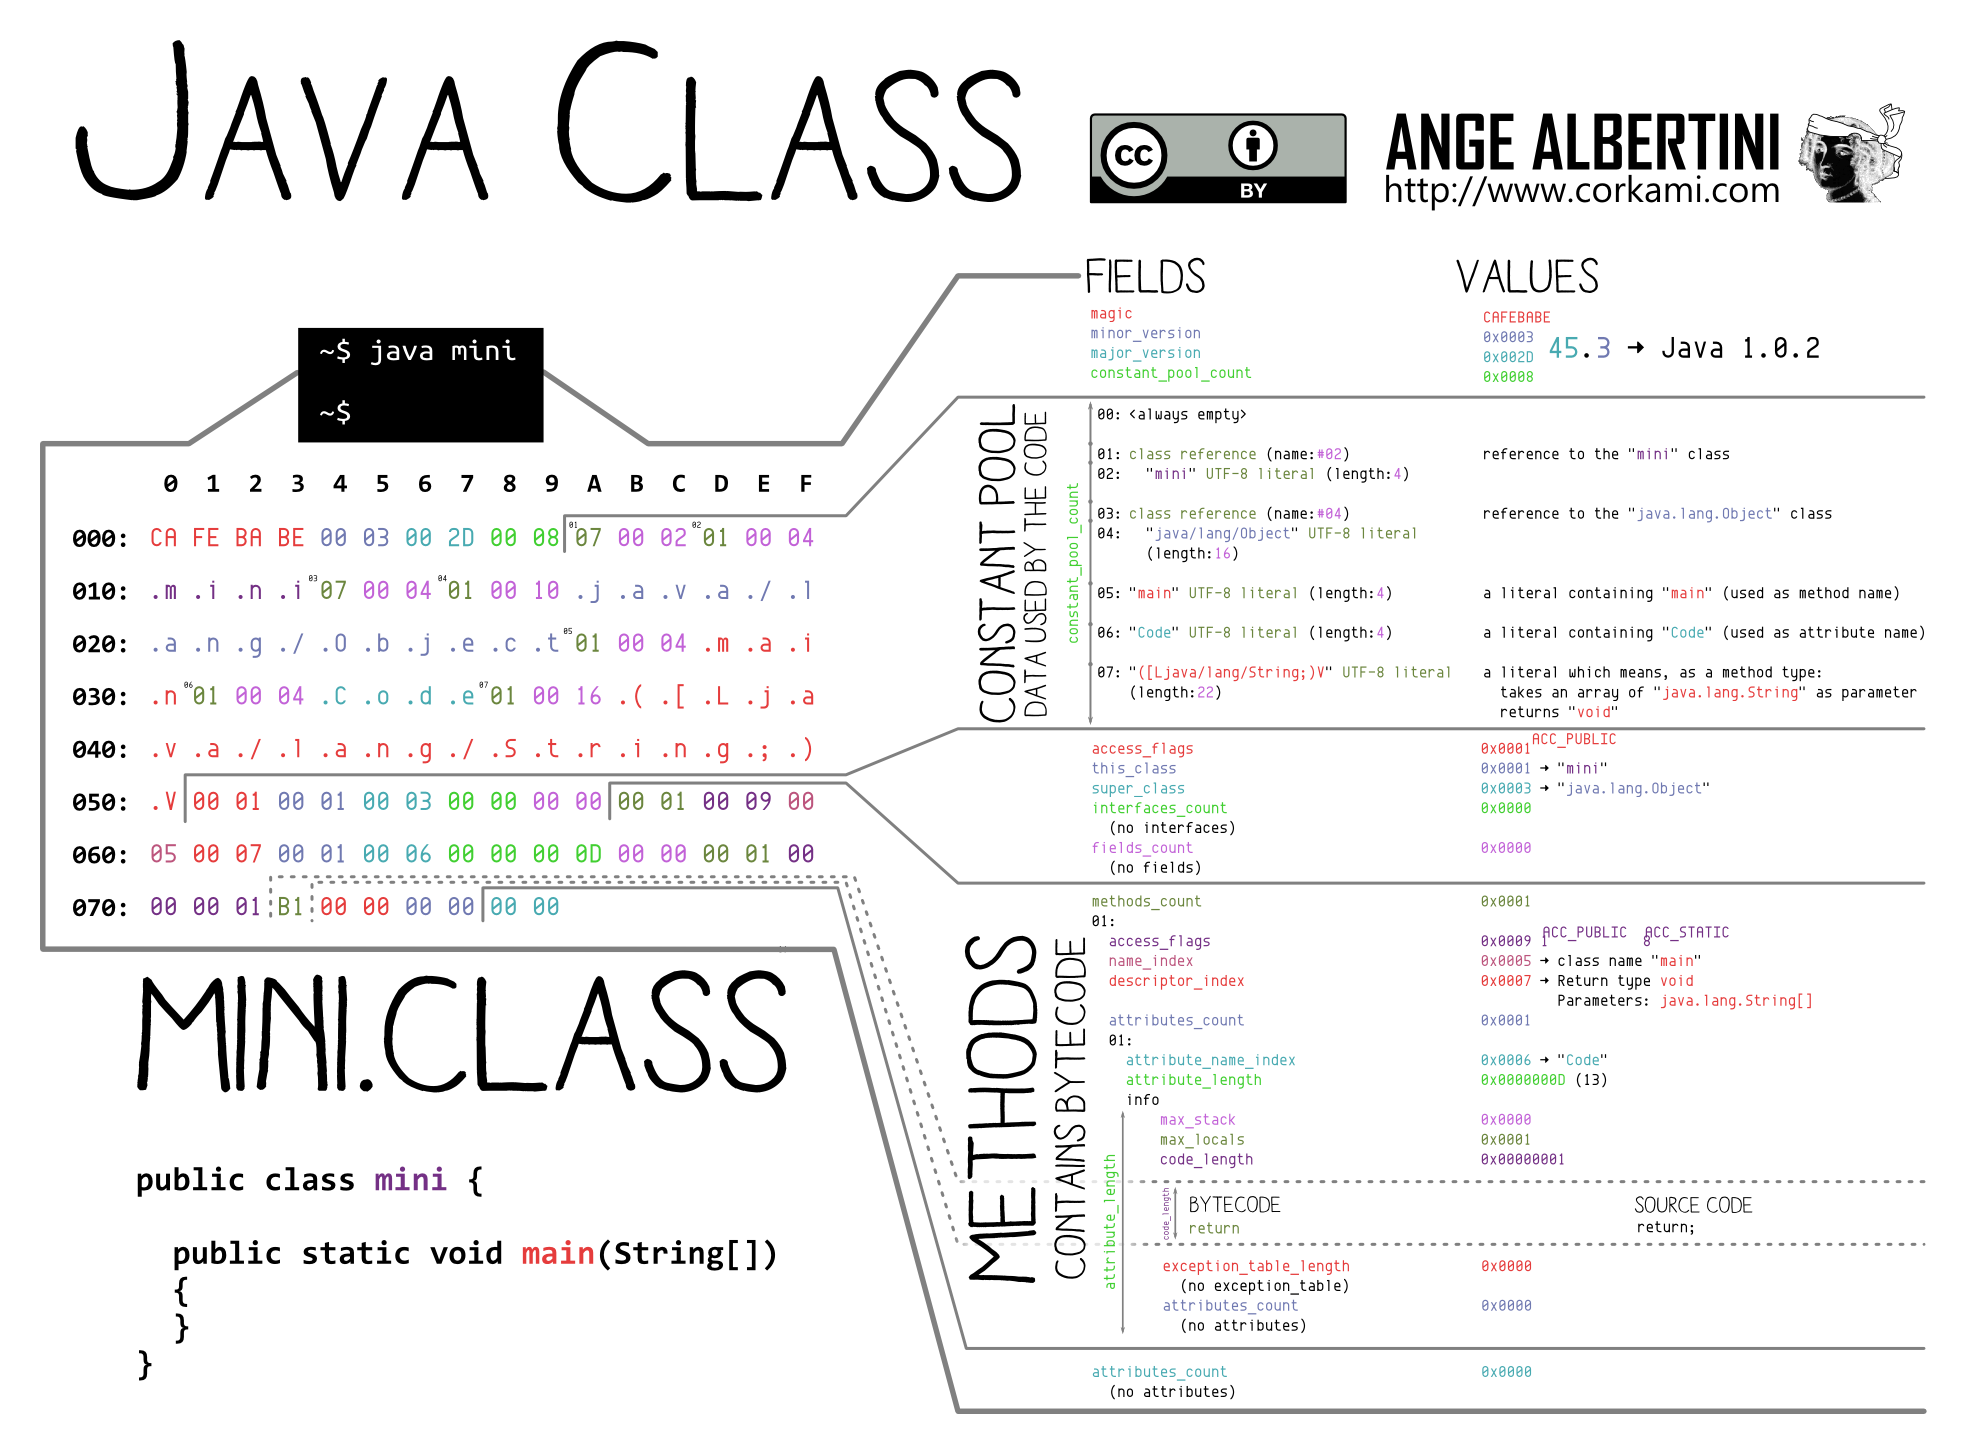 JAVA CLASS
CC BY
ANGE ALBERTINI
http://www.corkami.com
~$ java mini
~$
0 1 2 3 4 5 6 7 8 9 A B C D E F
000: CA FE BA BE 00 03 00 2D 00 08 01 07 00 02 02 01 00 04
010: .m .i .n .i 03 07 00 04 04 01 00 10 .j .a .v .a ./ .l
020: .a .n .g ./ .O .b .j .e .c .t 05 01 00 04 .m .a .i
030: .n 06 01 00 04 .C .o .d .e 07 01 00 16 .( .[ .L .j .a
040: .v .a ./ .l .a .n .g ./ .S .t .r .i .n .g .; .)
050: .V 00 01 00 01 00 03 00 00 00 00 00 01 00 09 00
060: 05 00 07 00 01 00 06 00 00 00 0D 00 00 00 01 00
070: 00 00 01 B1 00 00 00 00 00 00
MINI.CLASS
public class mini {
public static void main(String[])
{
}
}
FIELDS VALUES
magic CAFEBABE
minor_version 0x0003
major_version 0x002D
45.3 → Java 1.0.2
constant_pool_count 0x0008
CONSTANT POOL
DATA USED BY THE CODE
constant_pool_count
00: <always empty>
01: class reference (name:#02) reference to the "mini" class
02: "mini" UTF-8 literal (length:4)
03: class reference (name:#04) reference to the "java.lang.Object" class
04: "java/lang/Object" UTF-8 literal
(length:16)
05: "main" UTF-8 literal (length:4) a literal containing "main" (used as method name)
06: "Code" UTF-8 literal (length:4) a literal containing "Code" (used as attribute name)
07: "([Ljava/lang/String;)V" UTF-8 literal a literal which means, as a method type:
(length:22) takes an array of "java.lang.String" as parameter
returns "void"
access_flags 0x0001 ACC_PUBLIC
this_class 0x0001 → "mini"
super_class 0x0003 → "java.lang.Object"
interfaces_count 0x0000
(no interfaces)
fields_count 0x0000
(no fields)
METHODS
CONTAINS BYTECODE
methods_count 0x0001
01:
ACC_PUBLIC ACC_STATIC
access_flags 0x0009 1 8
name_index 0x0005 → class name "main"
descriptor_index 0x0007 → Return type void
Parameters: java.lang.String[]
attributes_count 0x0001
01:
attribute_name_index 0x0006 → "Code"
attribute_length 0x0000000D (13)
info
attribute_length
max_stack 0x0000
max_locals 0x0001
code_length 0x00000001
code_length
BYTECODE SOURCE CODE
return return;
exception_table_length 0x0000
(no exception_table)
attributes_count 0x0000
(no attributes)
attributes_count 0x0000
(no attributes)